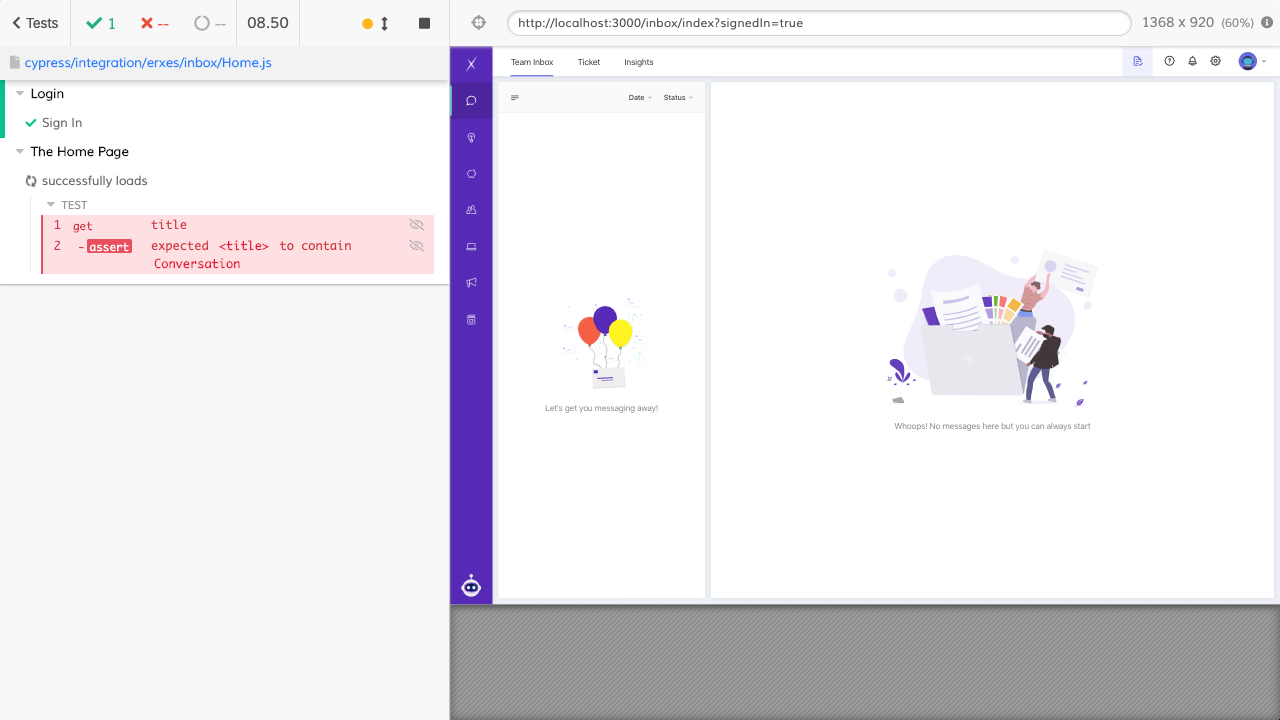 Tests
1
--
--
08.50
http://localhost:3000/inbox/index?signedIn=true
1368 x 920 (60%)
cypress/integration/erxes/inbox/Home.js
Login
Sign In
The Home Page
successfully loads
TEST
1 get title
2 -assert expected <title> to contain
Conversation
Team Inbox
Ticket
Insights
Date
Status
Let's get you messaging away!
Whoops! No messages here but you can always start